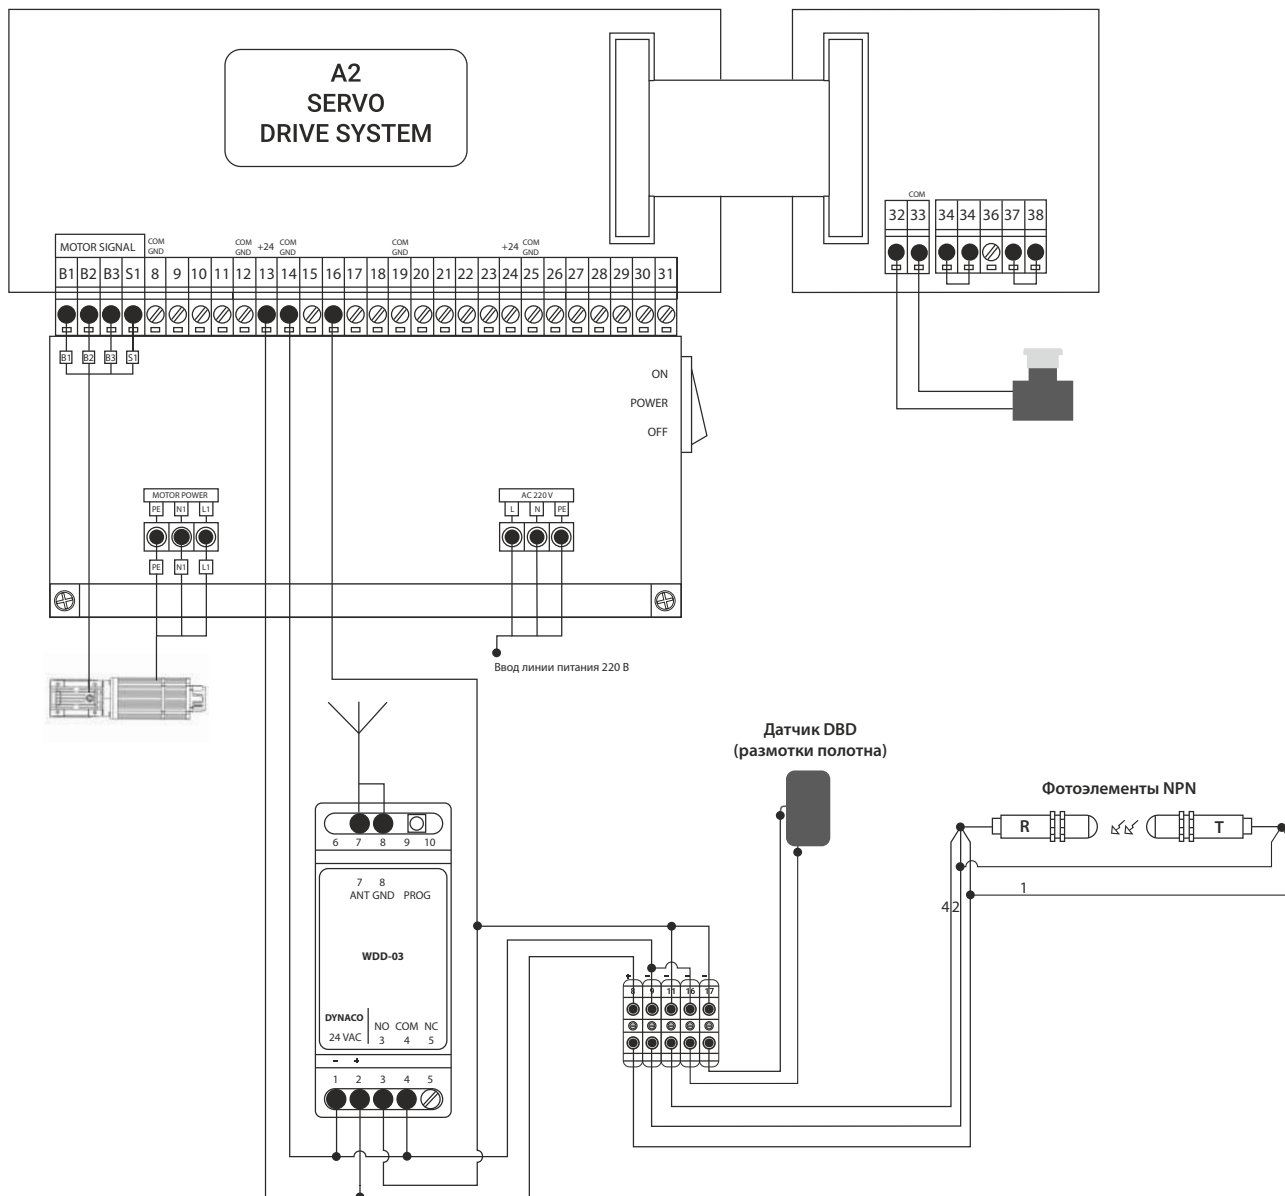 A2
SERVO
DRIVE SYSTEM
MOTOR SIGNAL
COM GND
COM GND
+24
COM GND
COM GND
+24
COM GND
B1 B2 B3 S1 8 9 10 11 12 13 14 15 16 17 18 19 20 21 22 23 24 25 26 27 28 29 30 31
COM
32 33 34 34 36 37 38
B1 B2 B3 S1
ON
POWER
OFF
MOTOR POWER
PE N1 L1
PE N1 L1
AC 220 V
L N PE
Ввод линии питания 220 В
Датчик DBD
(размотки полотна)
Фотоэлементы NPN
R T
1
4 2
6 7 8 9 10
7 8
ANT GND PROG
WDD-03
DYNACO
24 VAC
NO COM NC
3 4 5
- +
1 2 3 4 5
+ - - - -
8 9 11 16 17